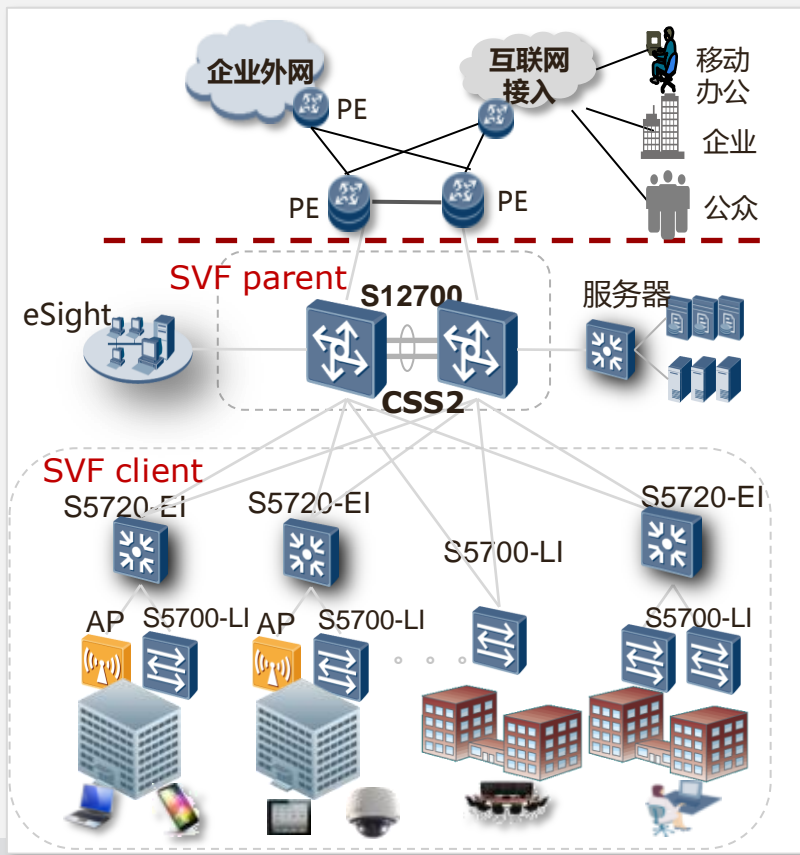 企业外网
互联网
接入
移动
办公
PE
企业
PE
PE
公众
SVF parent
S12700
服务器
eSight
CSS2
SVF client
S5720-EI
S5720-EI
S5720-EI
S5700-LI
AP
S5700-LI
AP
S5700-LI
S5700-LI